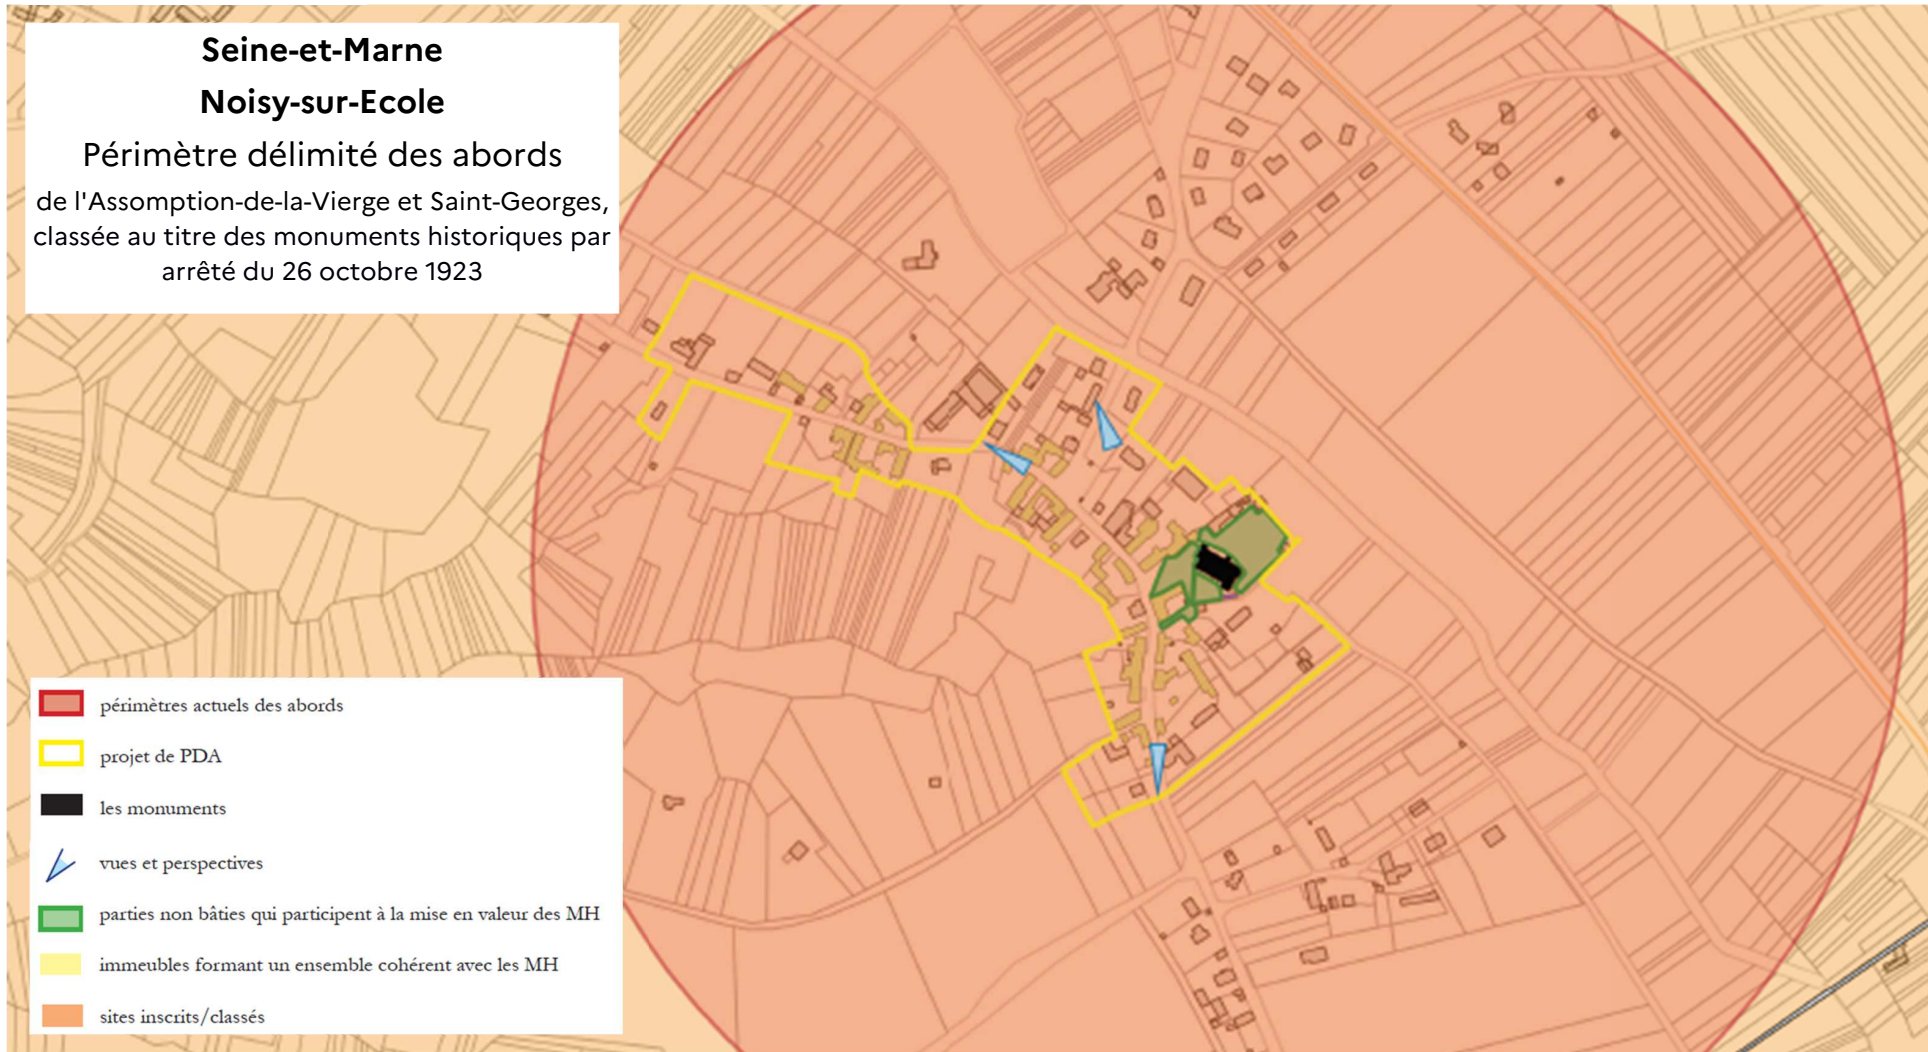 Seine-et-Marne
Noisy-sur-Ecole
Périmètre délimité des abords
de l'Assomption-de-la-Vierge et Saint-Georges,
classée au titre des monuments historiques par
arrêté du 26 octobre 1923
périmètres actuels des abords
projet de PDA
les monuments
vues et perspectives
parties non bâties qui participent à la mise en valeur des MH
immeubles formant un ensemble cohérent avec les MH
sites inscrits/classés